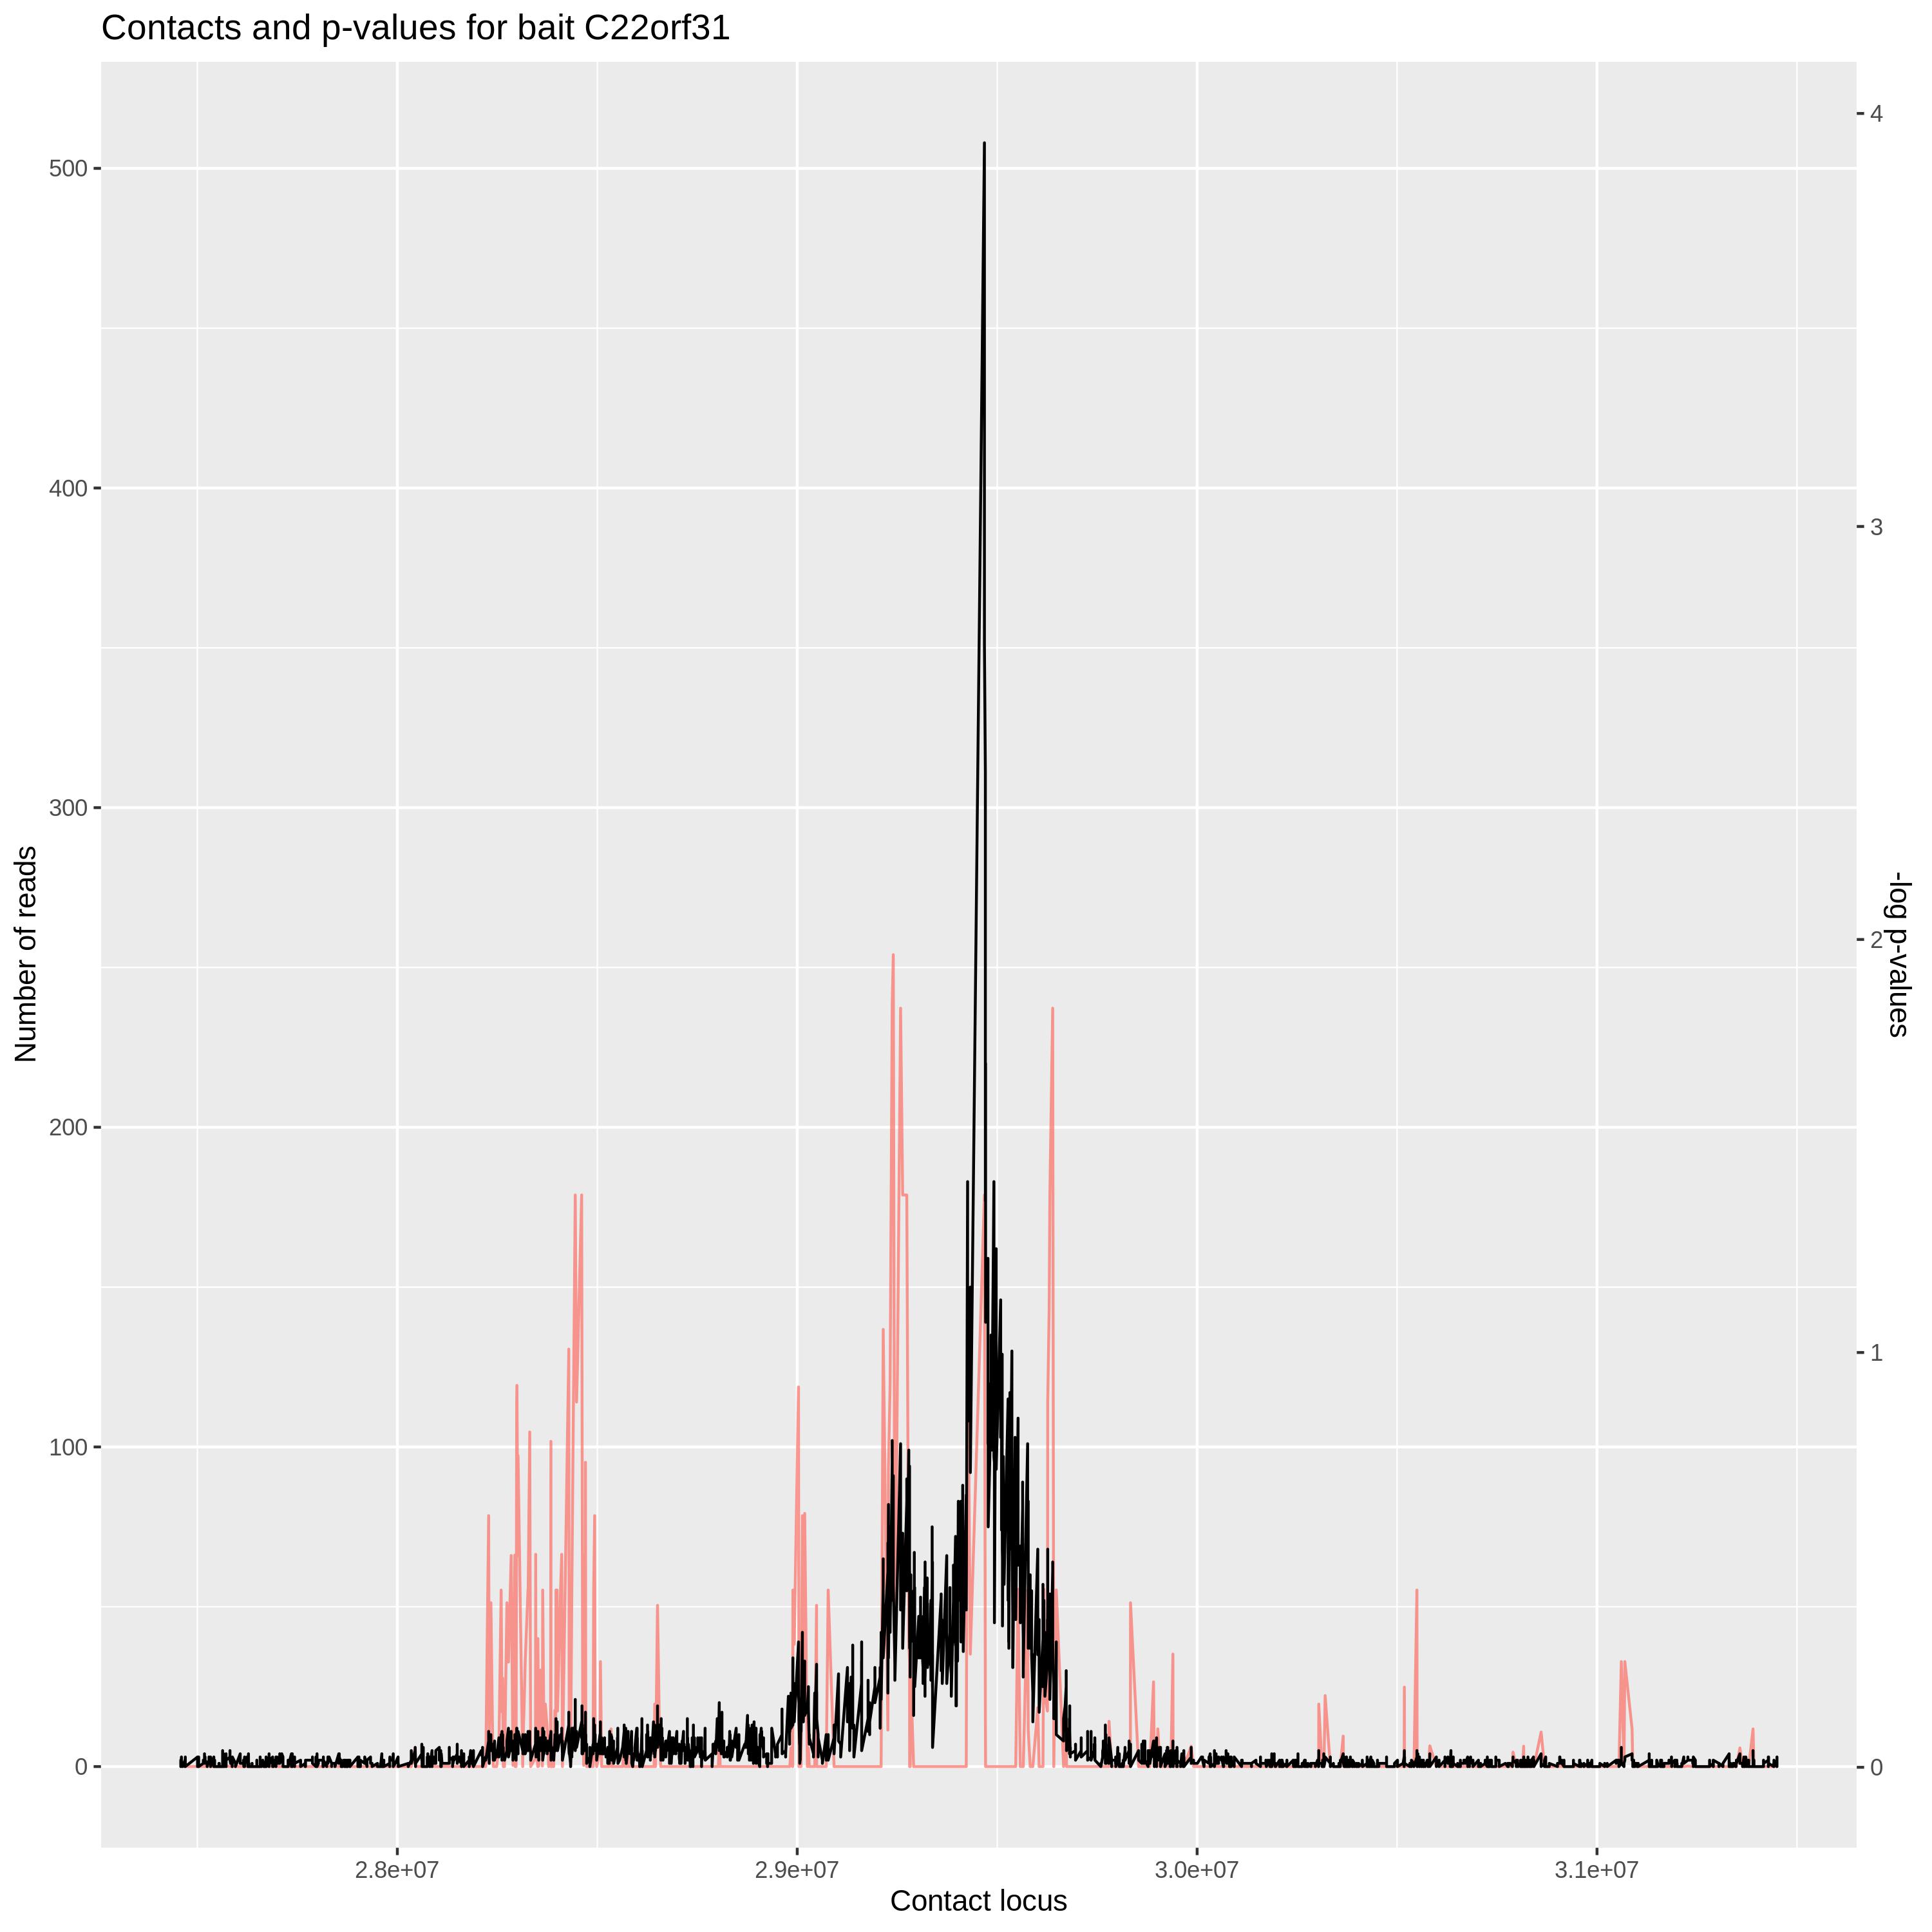 Contacts and p-values for bait C22orf31
500
400
300
200
100
0
Number of reads
4
3
2
1
0
-log p-values
2.8e+07
2.9e+07
3.0e+07
3.1e+07
Contact locus